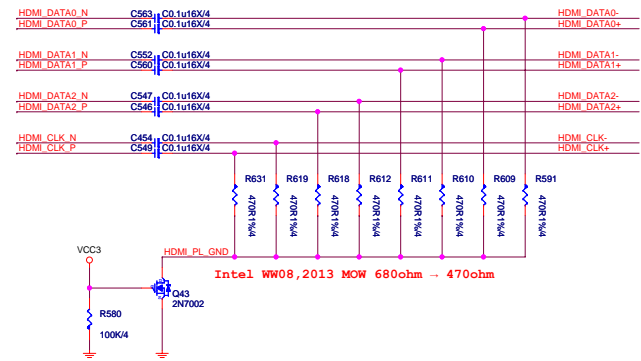 HDMI_DATA0_N C563 C0.1u16X/4 HDMI_DATA0-
HDMI_DATA0_P C561 C0.1u16X/4 HDMI_DATA0+
HDMI_DATA1_N C552 C0.1u16X/4 HDMI_DATA1-
HDMI_DATA1_P C560 C0.1u16X/4 HDMI_DATA1+
HDMI_DATA2_N C547 C0.1u16X/4 HDMI_DATA2-
HDMI_DATA2_P C546 C0.1u16X/4 HDMI_DATA2+
HDMI_CLK_N C454 C0.1u16X/4 HDMI_CLK-
HDMI_CLK_P C549 C0.1u16X/4 HDMI_CLK+
R631 R619 R618 R612 R611 R610 R609 R591
470R1%/4 470R1%/4 470R1%/4 470R1%/4 470R1%/4 470R1%/4 470R1%/4 470R1%/4
VCC3 HDMI_PL_GND
Intel WW08,2013 MOW 680ohm → 470ohm
Q43
2N7002
R580
100K/4